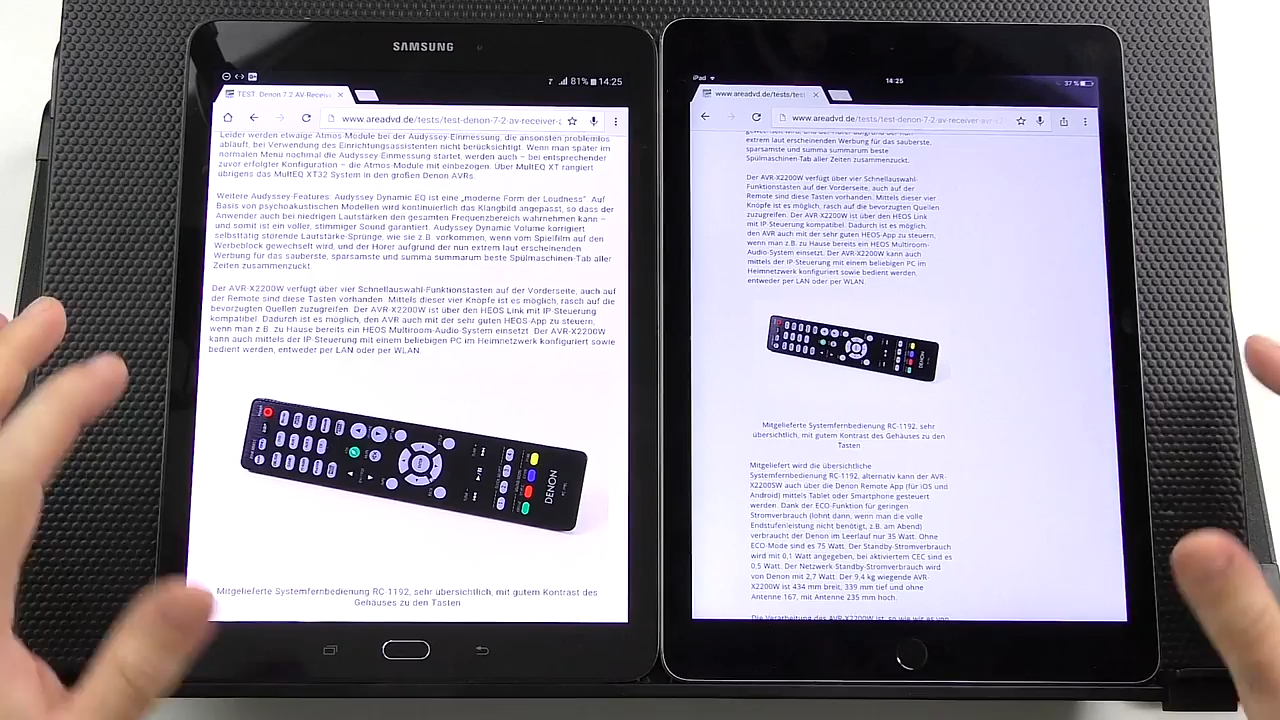 SAMSUNG
81% 14:25
TEST: Denon 7.2 AV-Receiv
www.areadvd.de/tests/test-denon-7-2-av-receiver-a
Leider werden etwaige Atmos Module bei der Audyssey-Einmessung, die ansonsten problemlos
abläuft, bei Verwendung des Einrichtungsassistenten nicht berücksichtigt. Wenn man später im
normalen Menü nochmal die Audyssey-Einmessung startet, werden auch – bei entsprechender
zuvor erfolgter Konfiguration – die Atmos Module mit einbezogen. Über MultEQ XT rangiert
übrigens das MultEQ XT32 System in den großen Denon AVRs.
Weitere Audyssey-Features: Audyssey Dynamic EQ ist eine „moderne Form der Loudness“. Auf
Basis von psychoakustischen Modellen wird kontinuierlich das Klangbild angepasst, so dass der
Anwender auch bei niedrigen Lautstärken den gesamten Frequenzbereich wahrnehmen kann –
und somit ist ein voller, stimmiger Sound garantiert. Audyssey Dynamic Volume korrigiert
selbsttätig störende Lautstärke-Sprünge, wie sie z.B. vorkommen, wenn vom Spielfilm auf den
Werbeblock gewechselt wird, und der Hörer aufgrund der nun extrem laut erscheinenden
Werbung für das sauberste, sparsamste und summa summarum beste Spülmaschinen-Tab aller
Zeiten zusammenzuckt.
Der AVR-X2200W verfügt über vier Schnellauswahl-Funktionstasten auf der Vorderseite, auch auf
der Remote sind diese Tasten vorhanden. Mittels dieser vier Knöpfe ist es möglich, rasch auf die
bevorzugten Quellen zuzugreifen. Der AVR-X2200W ist über den HEOS Link mit IP-Steuerung
kompatibel. Dadurch ist es möglich, den AVR auch mit der sehr guten HEOS-App zu steuern,
wenn man z.B. zu Hause bereits ein HEOS Multiroom-Audio-System einsetzt. Der AVR-X2200W
kann auch mittels der IP Steuerung mit einem beliebigen PC im Heimnetzwerk konfiguriert sowie
bedient werden, entweder per LAN oder per WLAN.
DENON
Mitgelieferte Systemfernbedienung RC-1192, sehr übersichtlich, mit gutem Kontrast des
Gehäuses zu den Tasten
iPad 14:25 37 %
www.areadvd.de/tests/test
www.areadvd.de/tests/test-denon-7-2-av-receiver-avr-x2
extrem laut erscheinenden Werbung für das sauberste,
sparsamste und summa summarum beste
Spülmaschinen-Tab aller Zeiten zusammenzuckt.
Der AVR-X2200W verfügt über vier Schnellauswahl-
Funktionstasten auf der Vorderseite, auch auf der
Remote sind diese Tasten vorhanden. Mittels dieser vier
Knöpfe ist es möglich, rasch auf die bevorzugten Quellen
zuzugreifen. Der AVR-X2200W ist über den HEOS Link
mit IP-Steuerung kompatibel. Dadurch ist es möglich,
den AVR auch mit der sehr guten HEOS-App zu steuern,
wenn man z.B. zu Hause bereits ein HEOS Multiroom-
Audio-System einsetzt. Der AVR-X2200W kann auch
mittels der IP Steuerung mit einem beliebigen PC im
Heimnetzwerk konfiguriert sowie bedient werden,
entweder per LAN oder per WLAN.
DENON
Mitgelieferte Systemfernbedienung RC-1192, sehr
übersichtlich, mit gutem Kontrast des Gehäuses zu den
Tasten
Mitgeliefert wird die übersichtliche
Systemfernbedienung RC-1192, alternativ kann der AVR-
X2200SW auch über die Denon Remote App (für iOS und
Android) mittels Tablet oder Smartphone gesteuert
werden. Dank der ECO-Funktion für geringen
Stromverbrauch (lohnt dann, wenn man die volle
Endstufenleistung nicht benötigt, z.B. am Abend)
verbraucht der Denon im Leerlauf nur 35 Watt. Ohne
ECO-Mode sind es 75 Watt. Der Standby-Stromverbrauch
wird mit 0,1 Watt angegeben, bei aktiviertem CEC sind es
0,5 Watt. Der Netzwerk-Standby-Stromverbrauch wird
von Denon mit 2,7 Watt. Der 9,4 kg wiegende AVR-
X2200W ist 434 mm breit, 339 mm tief und ohne
Antenne 167, mit Antenne 235 mm hoch.
Die Verarbeitung des AVR-X2200W ist, so wie wir es von